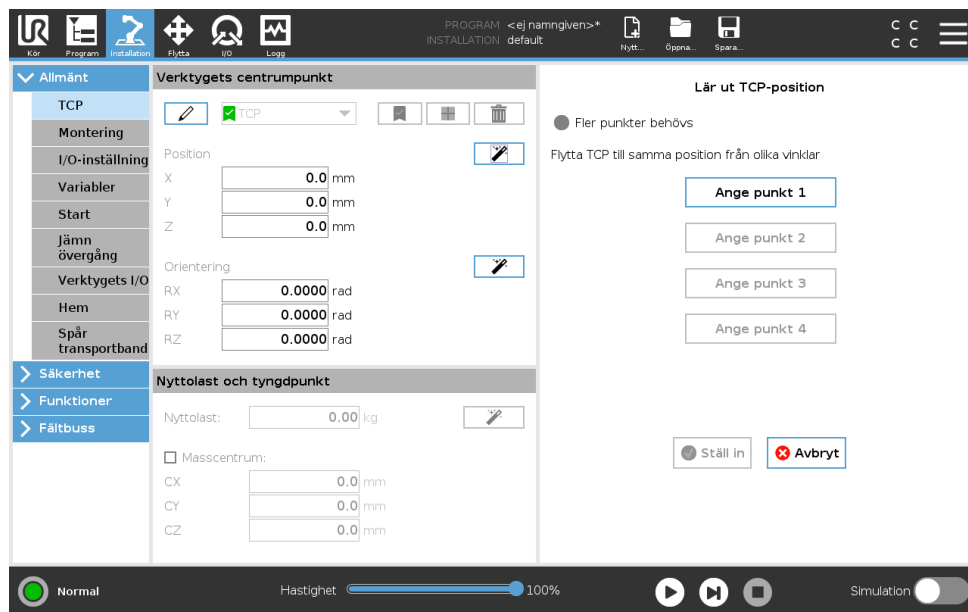 UR
Kör
Program
Installation
Flytta
I/O
Logg
PROGRAM <ej namngiven>*
INSTALLATION default
Nytt...
Öppna...
Spara...
C C
C C
Allmänt
TCP
Montering
I/O-inställning
Variabler
Start
Jämn
övergång
Verktygets I/O
Hem
Spår
transportband
Säkerhet
Funktioner
Fältbuss
Verktygets centrumpunkt
TCP
Position
X 0.0 mm
Y 0.0 mm
Z 0.0 mm
Orientering
RX 0.0000 rad
RY 0.0000 rad
RZ 0.0000 rad
Nyttolast och tyngdpunkt
Nyttolast: 0.00 kg
Masscentrum:
CX 0.0 mm
CY 0.0 mm
CZ 0.0 mm
Lär ut TCP-position
Fler punkter behövs
Flytta TCP till samma position från olika vinklar
Ange punkt 1
Ange punkt 2
Ange punkt 3
Ange punkt 4
Ställ in
Avbryt
Normal
Hastighet 100%
Simulation